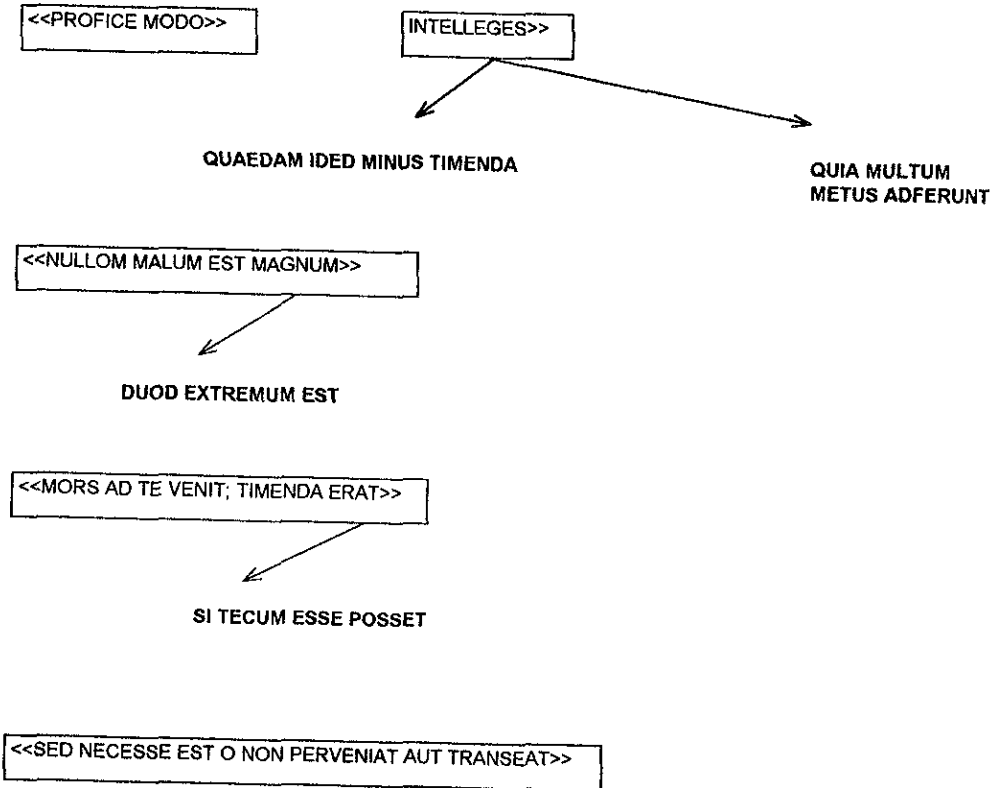 <<PROFICE MODO>>
INTELLEGES>>
QUAEDAM IDED MINUS TIMENDA
QUIA MULTUM
METUS ADFERUNT
<<NULLOM MALUM EST MAGNUM>>
DUOD EXTREMUM EST
<<MORS AD TE VENIT; TIMENDA ERAT>>
SI TECUM ESSE POSSET
<<SED NECESSE EST O NON PERVENIAT AUT TRANSEAT>>